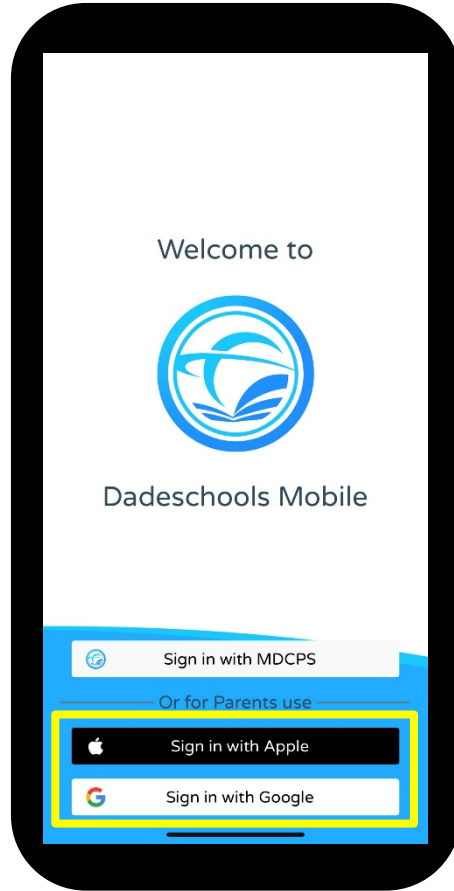 Welcome to
Dadeschools Mobile
Sign in with MDCPS
Or for Parents use
Sign in with Apple
Sign in with Google